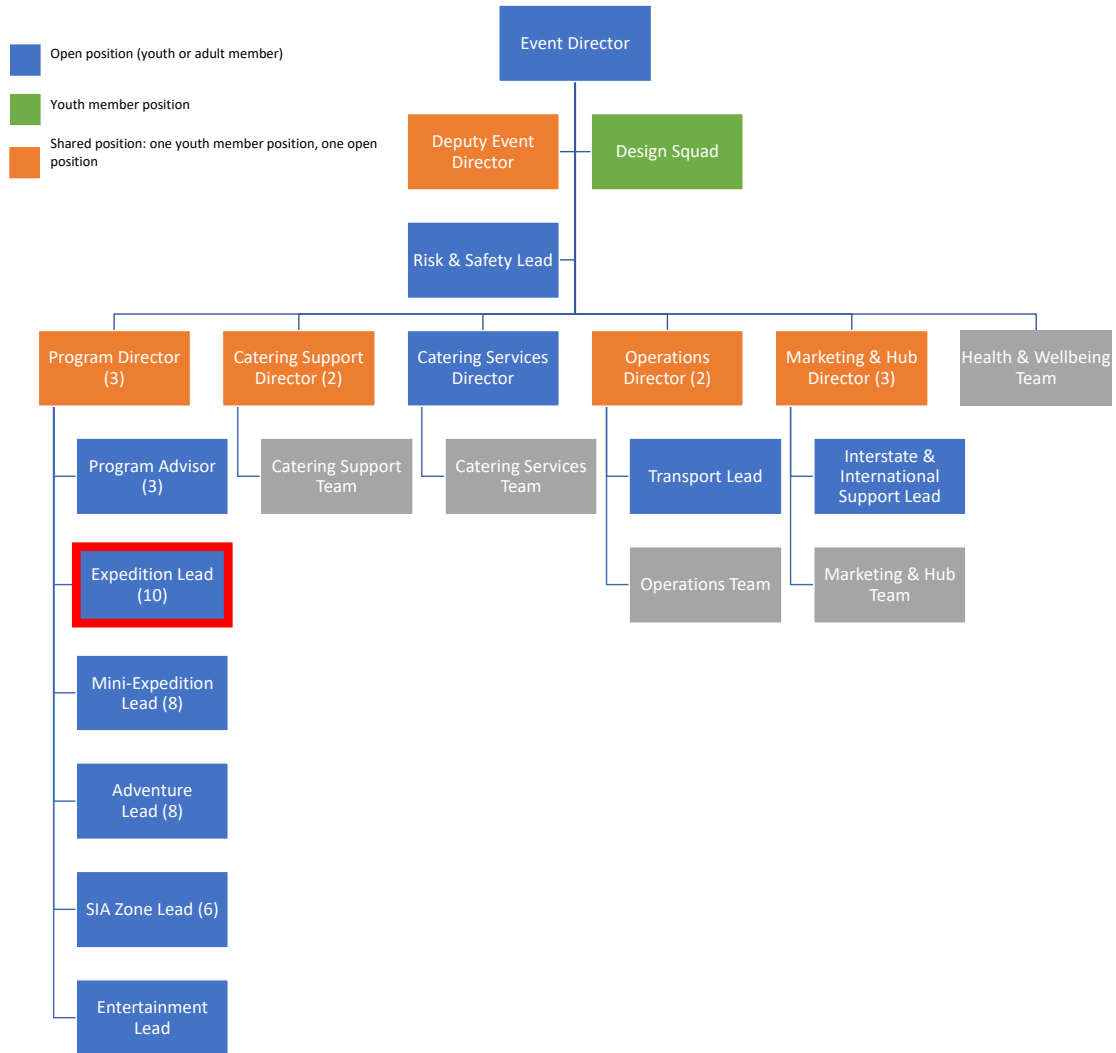 Event Director
Open position (youth or adult member)
Youth member position
Shared position: one youth member position, one open
position
Deputy Event
Director
Design Squad
Risk & Safety Lead
Program Director
(3)
Catering Support
Director (2)
Catering Services
Director
Operations
Director (2)
Marketing & Hub
Director (3)
Health & Wellbeing
Team
Program Advisor
(3)
Catering Support
Team
Catering Services
Team
Transport Lead
Interstate &
International
Support Lead
Expedition Lead
(10)
Operations Team
Marketing & Hub
Team
Mini-Expedition
Lead (8)
Adventure
Lead (8)
SIA Zone Lead (6)
Entertainment
Lead